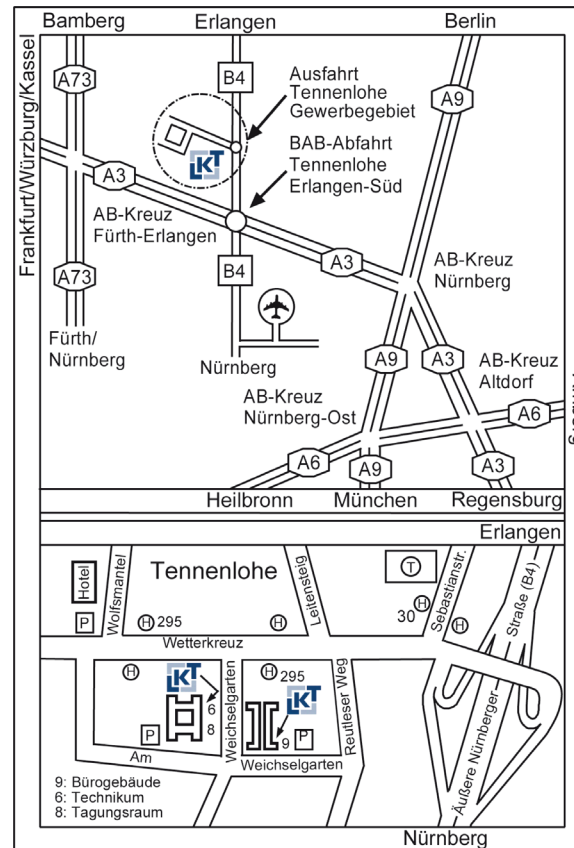 Bamberg
Erlangen
Berlin
Frankfurt/Würzburg/Kassel
A73
B4
A9
Ausfahrt
Tennenlohe
Gewerbegebiet
LKT
BAB-Abfahrt
Tennenlohe
Erlangen-Süd
A3
AB-Kreuz
Fürth-Erlangen
A3
AB-Kreuz
Nürnberg
A73
B4
Fürth/
Nürnberg
Nürnberg
A9
A3
AB-Kreuz
Altdorf
AB-Kreuz
Nürnberg-Ost
A6
A6
A9
A3
Heilbronn
München
Regensburg
Erlangen
Hotel
Wolfsmantel
Tennenlohe
Leitensteig
T
Sebastianstr.
Straße (B4)
P
H 295
H
H
30
H
Wetterkreuz
H
LKT
H
295
LKT
Weichselgarten
Reutleser Weg
6
8
P
9
P
Am
Weichselgarten
Äußere Nürnberger
9: Bürogebäude
6: Technikum
8: Tagungsraum
Nürnberg